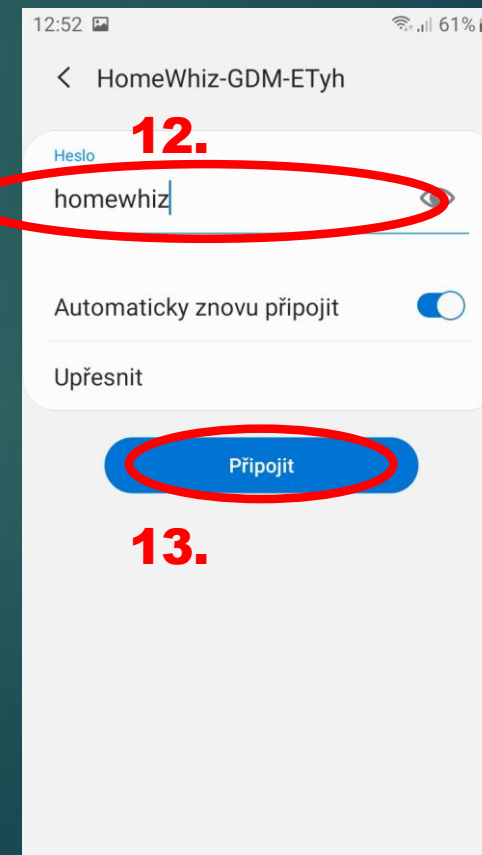 12:52 61%
HomeWhiz-GDM-ETyh
12.
Heslo
homewhiz
Automaticky znovu připojit
Upřesnit
Připojit
13.